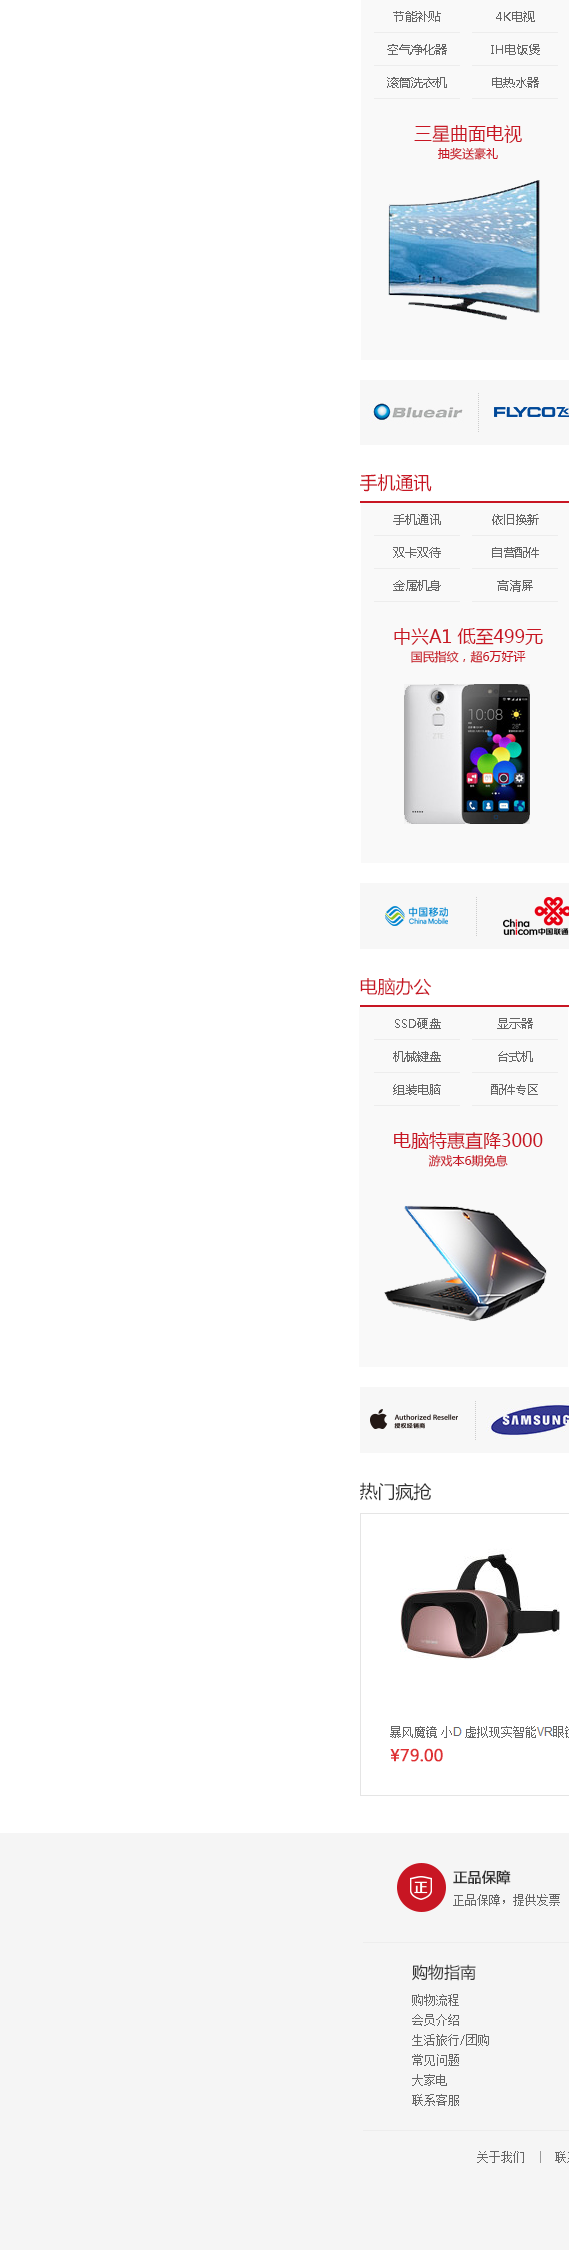 节能补贴 4K电视
空气净化器 IH电饭煲
滚筒洗衣机 电热水器
三星曲面电视
抽奖送豪礼
Blueair FLYCO飞
手机通讯
手机通讯 依旧换新
双卡双待 自营配件
金属机身 高清屏
中兴A1 低至499元
国民指纹，超6万好评
10:08
28°
中国移动
China Mobile
China
unicom中国联通
电脑办公
SSD硬盘 显示器
机械键盘 台式机
组装电脑 配件专区
电脑特惠直降3000
游戏本6期免息
Authorized Reseller
授权经销商
SAMSUNG
热门疯抢
暴风魔镜 小D 虚拟现实智能VR眼镜
¥79.00
正
正品保障
正品保障，提供发票
购物指南
购物流程
会员介绍
生活旅行/团购
常见问题
大家电
联系客服
关于我们 | 联